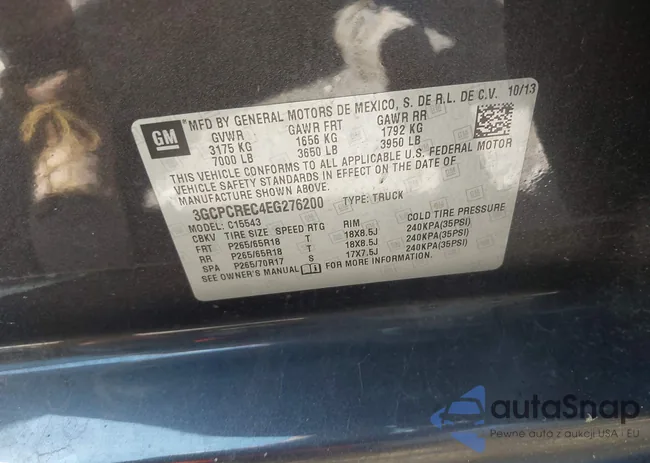 GM
MFD BY GENERAL MOTORS DE MEXICO, S. DE R.L. DE C.V. 10/13
GVWR GAWR FRT GAWR RR
3175 KG 1656 KG 1792 KG
7000 LB 3650 LB 3950 LB
THIS VEHICLE CONFORMS TO ALL APPLICABLE U.S. FEDERAL MOTOR
VEHICLE SAFETY STANDARDS IN EFFECT ON THE DATE OF
MANUFACTURE SHOWN ABOVE.
3GCPCREC4EG276200 TYPE: TRUCK
MODEL: C15543
CBKV TIRE SIZE SPEED RTG RIM COLD TIRE PRESSURE
FRT P265/65R18 T 18X8.5J 240KPA(35PSI)
RR P265/65R18 T 18X8.5J 240KPA(35PSI)
SPA P265/70R17 S 17X7.5J 240KPA(35PSI)
SEE OWNER'S MANUAL FOR MORE INFORMATION.
autoSnap
Pewne auto z aukcji USA i EU